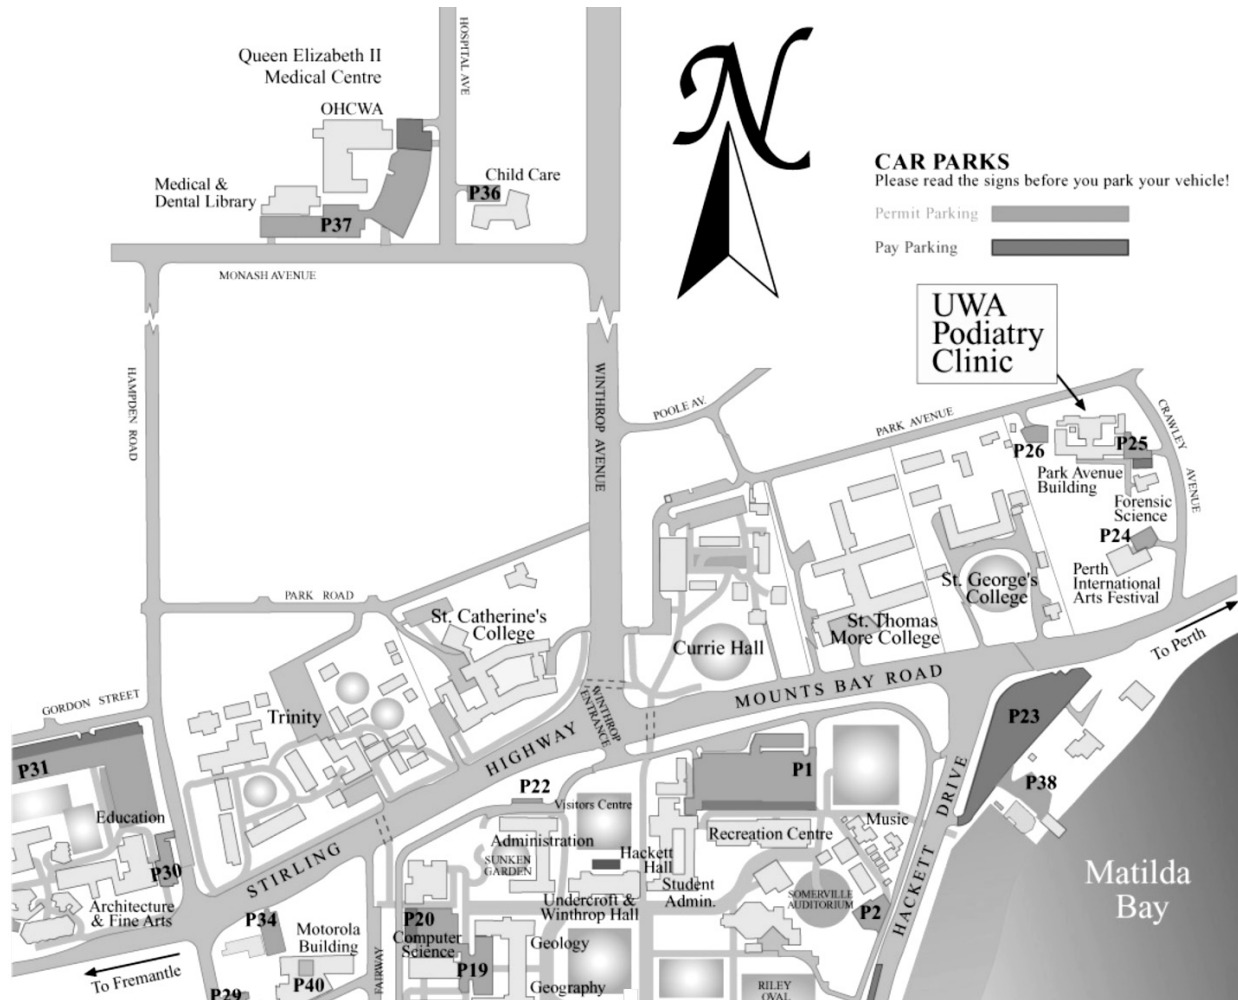 Queen Elizabeth II
Medical Centre
HOSPITAL AVE
OHCWA
Child Care
P36
Medical &
Dental Library
P37
MONASH AVENUE
N
CAR PARKS
Please read the signs before you park your vehicle!
Permit Parking
Pay Parking
UWA
Podiatry
Clinic
HAMPDEN ROAD
WINTHROP AVENUE
POOLE AV.
PARK AVENUE
CRAWLEY AVENUE
P26
P25
Park Avenue
Building
Forensic
Science
P24
Perth
International
Arts Festival
PARK ROAD
St. Catherine's
College
Currie Hall
St. Thomas
More College
St. George's
College
To Perth
GORDON STREET
Trinity
WINTHROP
ENTRANCE
MOUNTS BAY ROAD
STIRLING HIGHWAY
P31
P22
Visitors Centre
P1
P23
P38
HACKETT DRIVE
Education
Administration
SUNKEN
GARDEN
Hackett
Hall
Recreation Centre
Music
P30
Student
Admin.
Undercroft &
Winthrop Hall
SOMERVILLE
AUDITORIUM
P2
Matilda
Bay
Architecture
& Fine Arts
P34
Motorola
Building
P20
Computer
Science
Geology
To Fremantle
P40
P29
FAIRWAY
P19
Geography
RILEY
OVAL